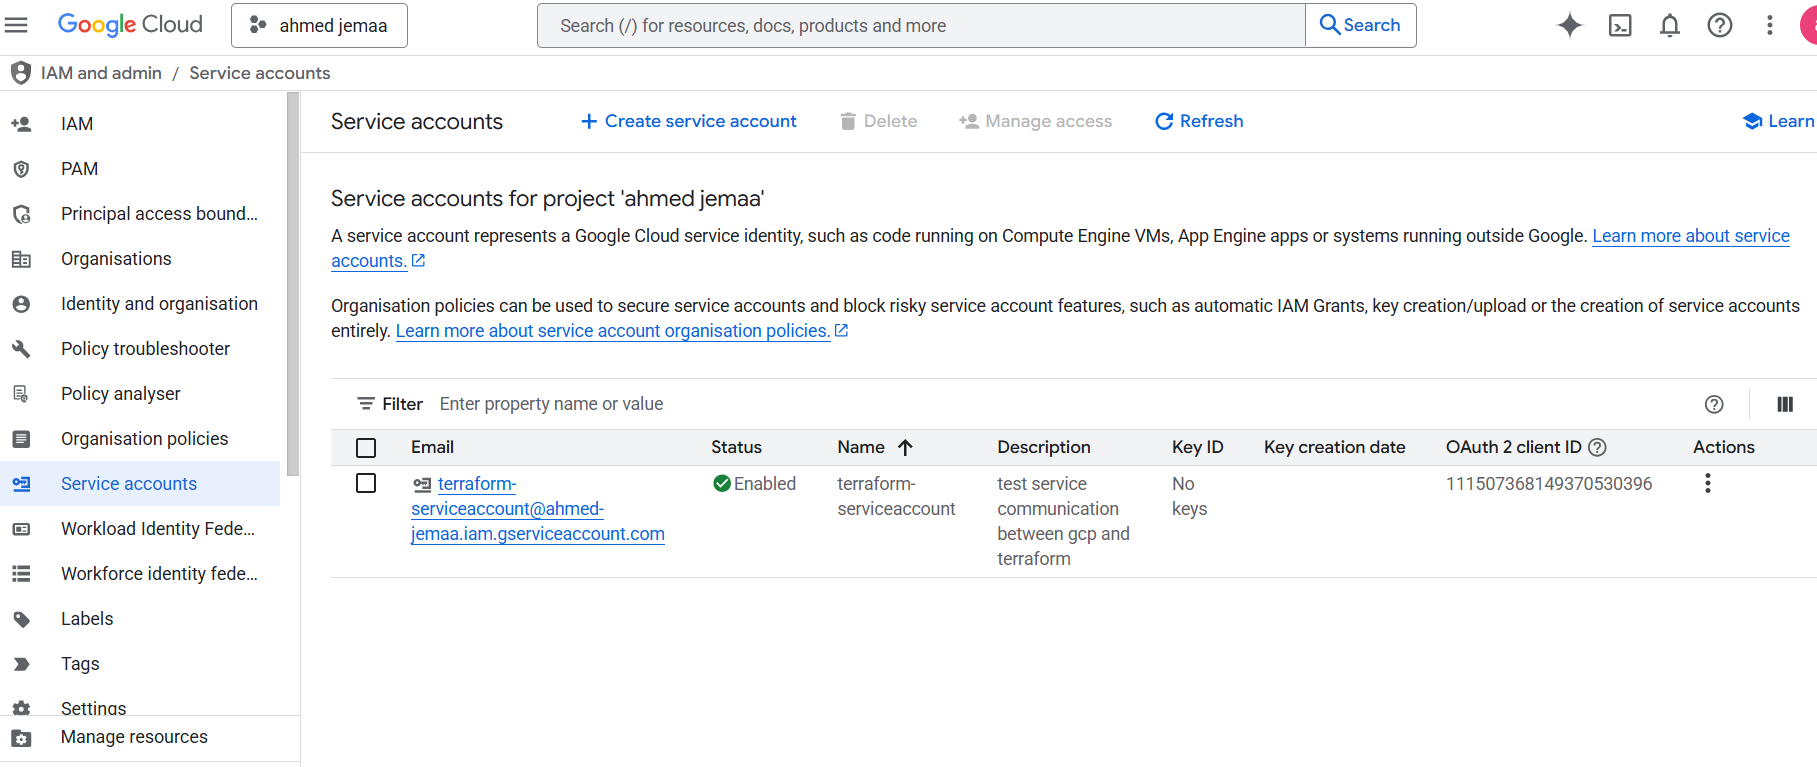 Google Cloud
ahmed jemaa
Search (/) for resources, docs, products and more
Search
IAM and admin / Service accounts
IAM
PAM
Principal access bound...
Organisations
Identity and organisation
Policy troubleshooter
Policy analyser
Organisation policies
Service accounts
Workload Identity Fede...
Workforce identity fede...
Labels
Tags
Settings
Manage resources
Service accounts
Create service account
Delete
Manage access
Refresh
Learn
Service accounts for project 'ahmed jemaa'
A service account represents a Google Cloud service identity, such as code running on Compute Engine VMs, App Engine apps or systems running outside Google. Learn more about service
accounts.
Organisation policies can be used to secure service accounts and block risky service account features, such as automatic IAM Grants, key creation/upload or the creation of service accounts
entirely. Learn more about service account organisation policies.
Filter Enter property name or value
Email Status Name Description Key ID Key creation date OAuth 2 client ID Actions
terraform-
serviceaccount@ahmed-
jemaa.iam.gserviceaccount.com
Enabled
terraform-
serviceaccount
test service
communication
between gcp and
terraform
No
keys
111507368149370530396